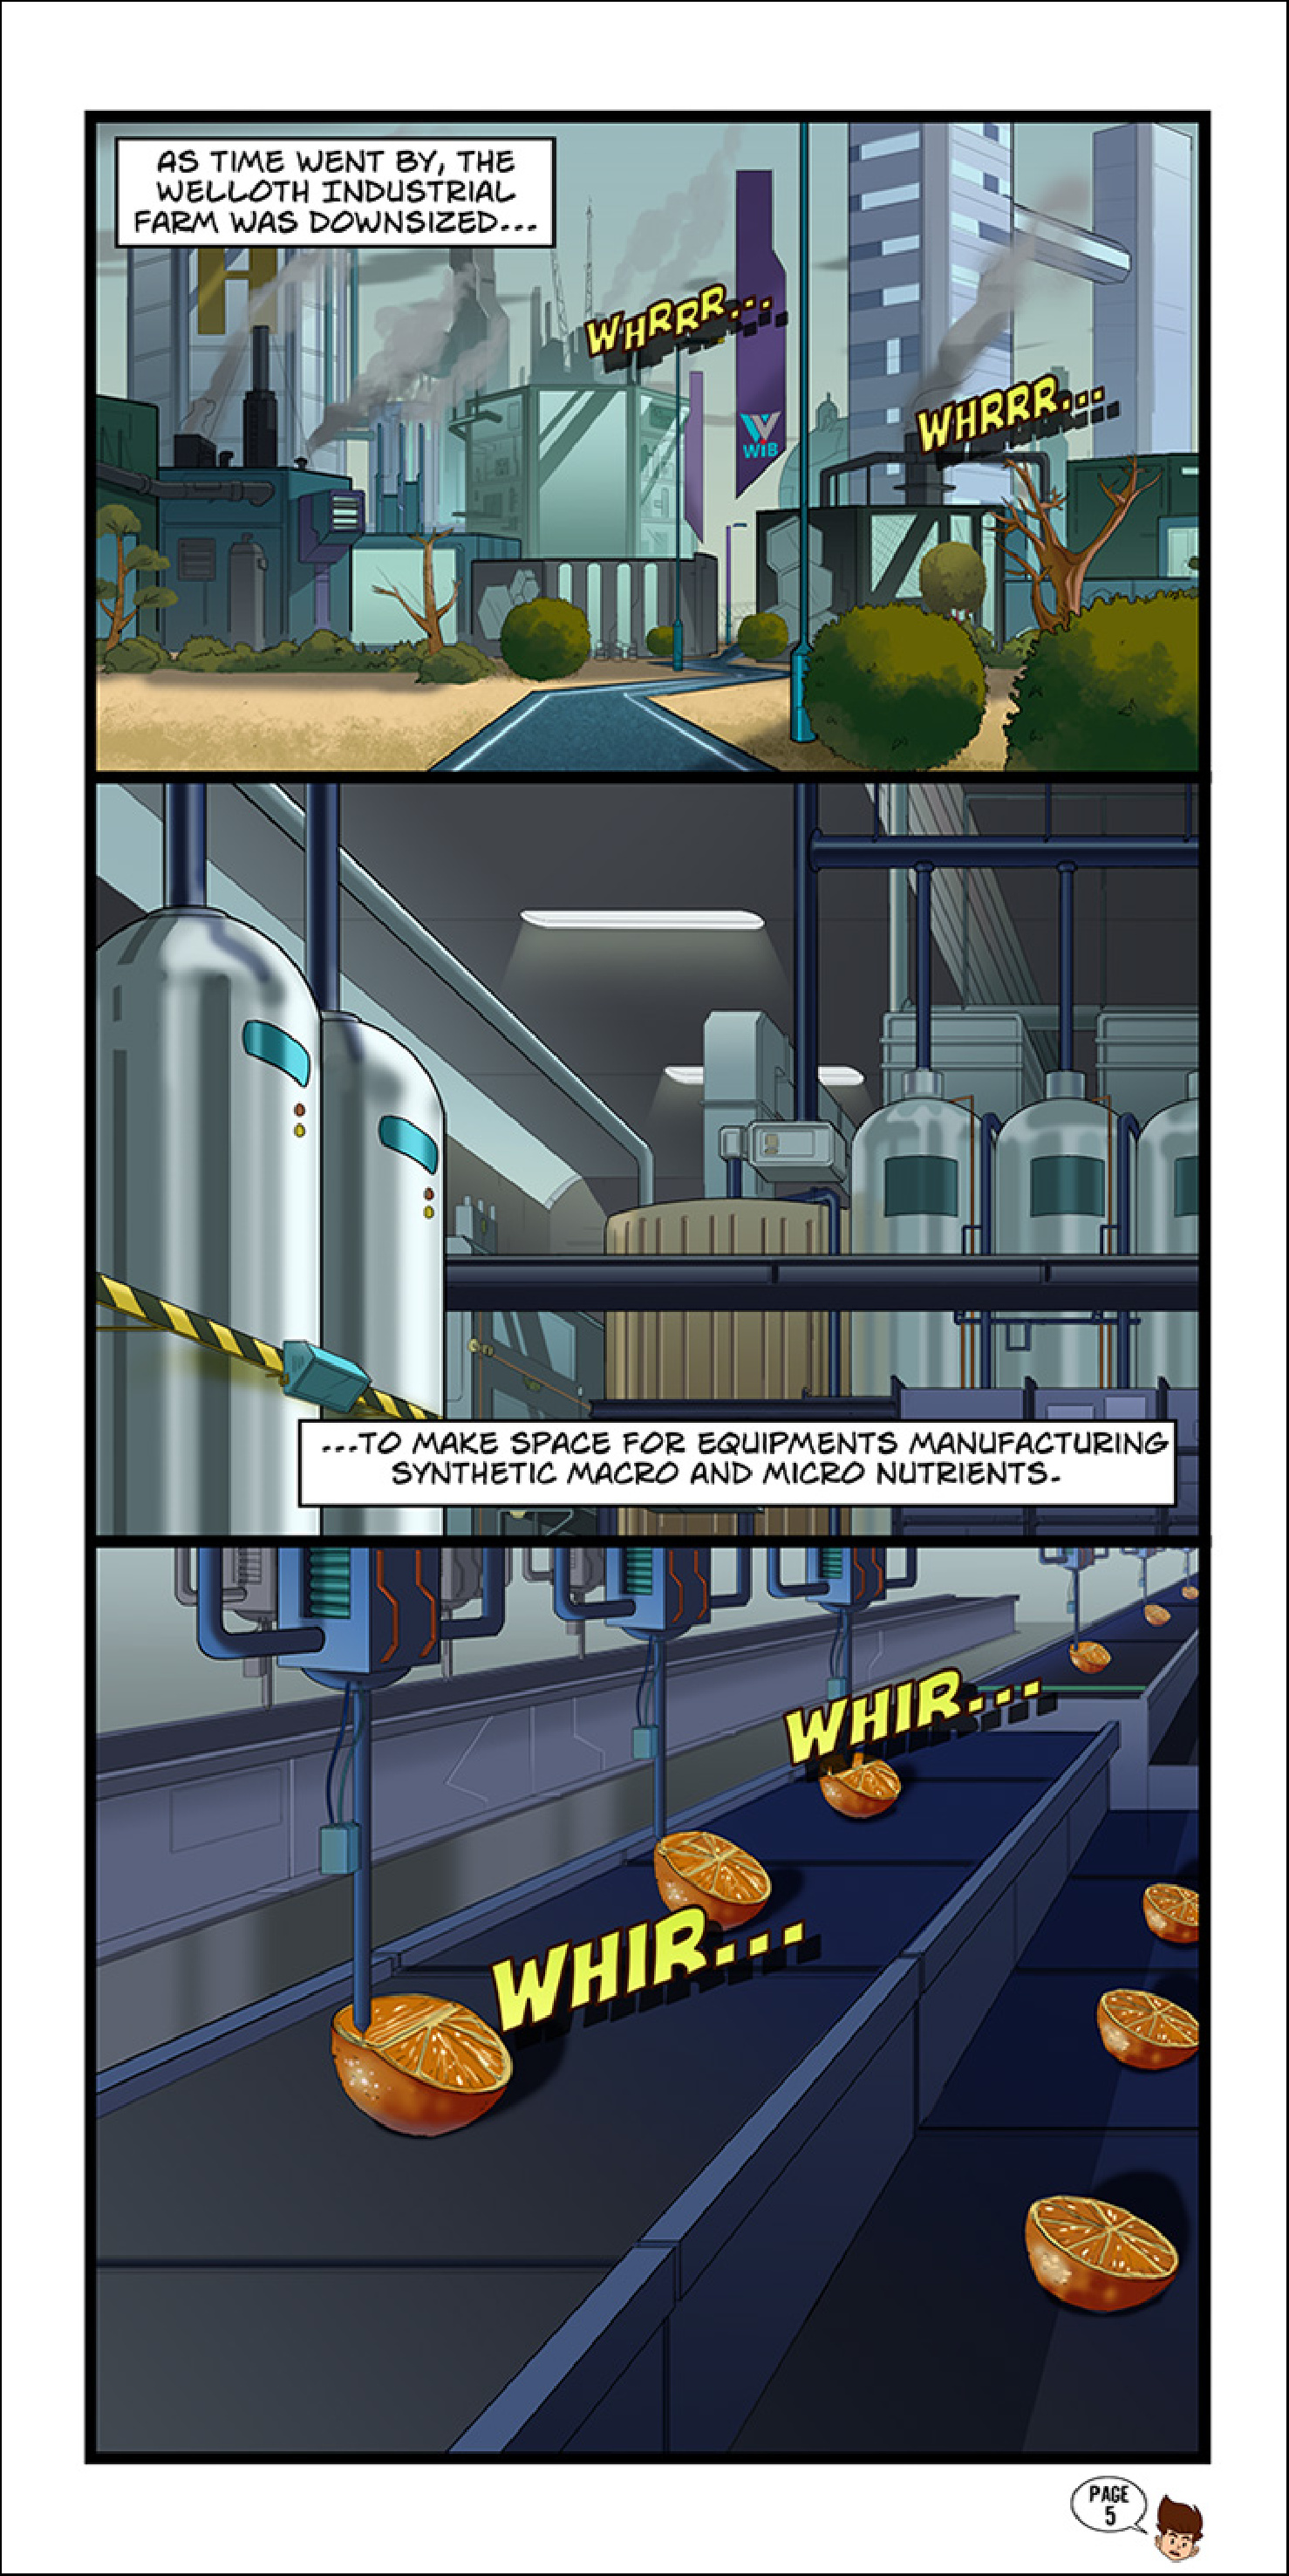 AS TIME WENT BY, THE
WELLOTH INDUSTRIAL
FARM WAS DOWNSIZED...
H
WHRRR...
WIB
WHRRR...
...TO MAKE SPACE FOR EQUIPMENTS MANUFACTURING
SYNTHETIC MACRO AND MICRO NUTRIENTS.
WHIR...
WHIR...
PAGE
5